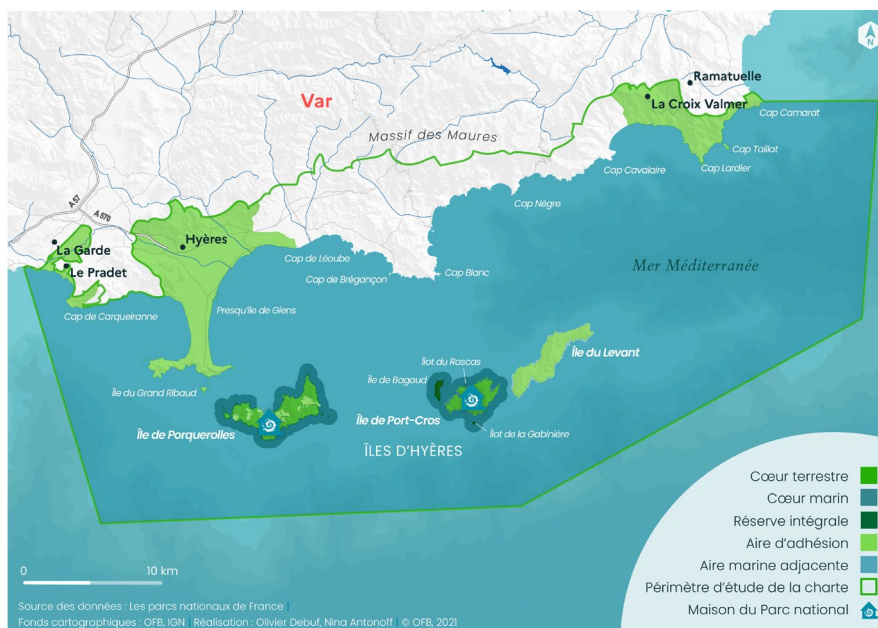 N
Ramatuelle
La Croix Valmer
Var
Massif des Maures
Cap Camarat
Cap Taillat
Cap Lardier
Cap Cavalaire
Cap Nègre
A 57
A 570
La Garde
Hyères
Le Pradet
Cap de Léoube
Cap de Brégançon
Cap Blanc
Mer Méditerranée
Cap de Carqueiranne
Presqu'île de Giens
Île du Levant
Îlot du Rascas
Île de Bagaud
Île du Grand Ribaud
Île de Port-Cros
Île de Porquerolles
Îlot de la Gabinière
ÎLES D'HYÈRES
Cœur terrestre
Cœur marin
Réserve intégrale
Aire d'adhésion
Aire marine adjacente
Périmètre d'étude de la charte
Maison du Parc national
0 10 km
Source des données : Les parcs nationaux de France |
Fonds cartographiques : OFB, IGN | Réalisation : Olivier Debuf, Nina Antonoff | © OFB, 2021